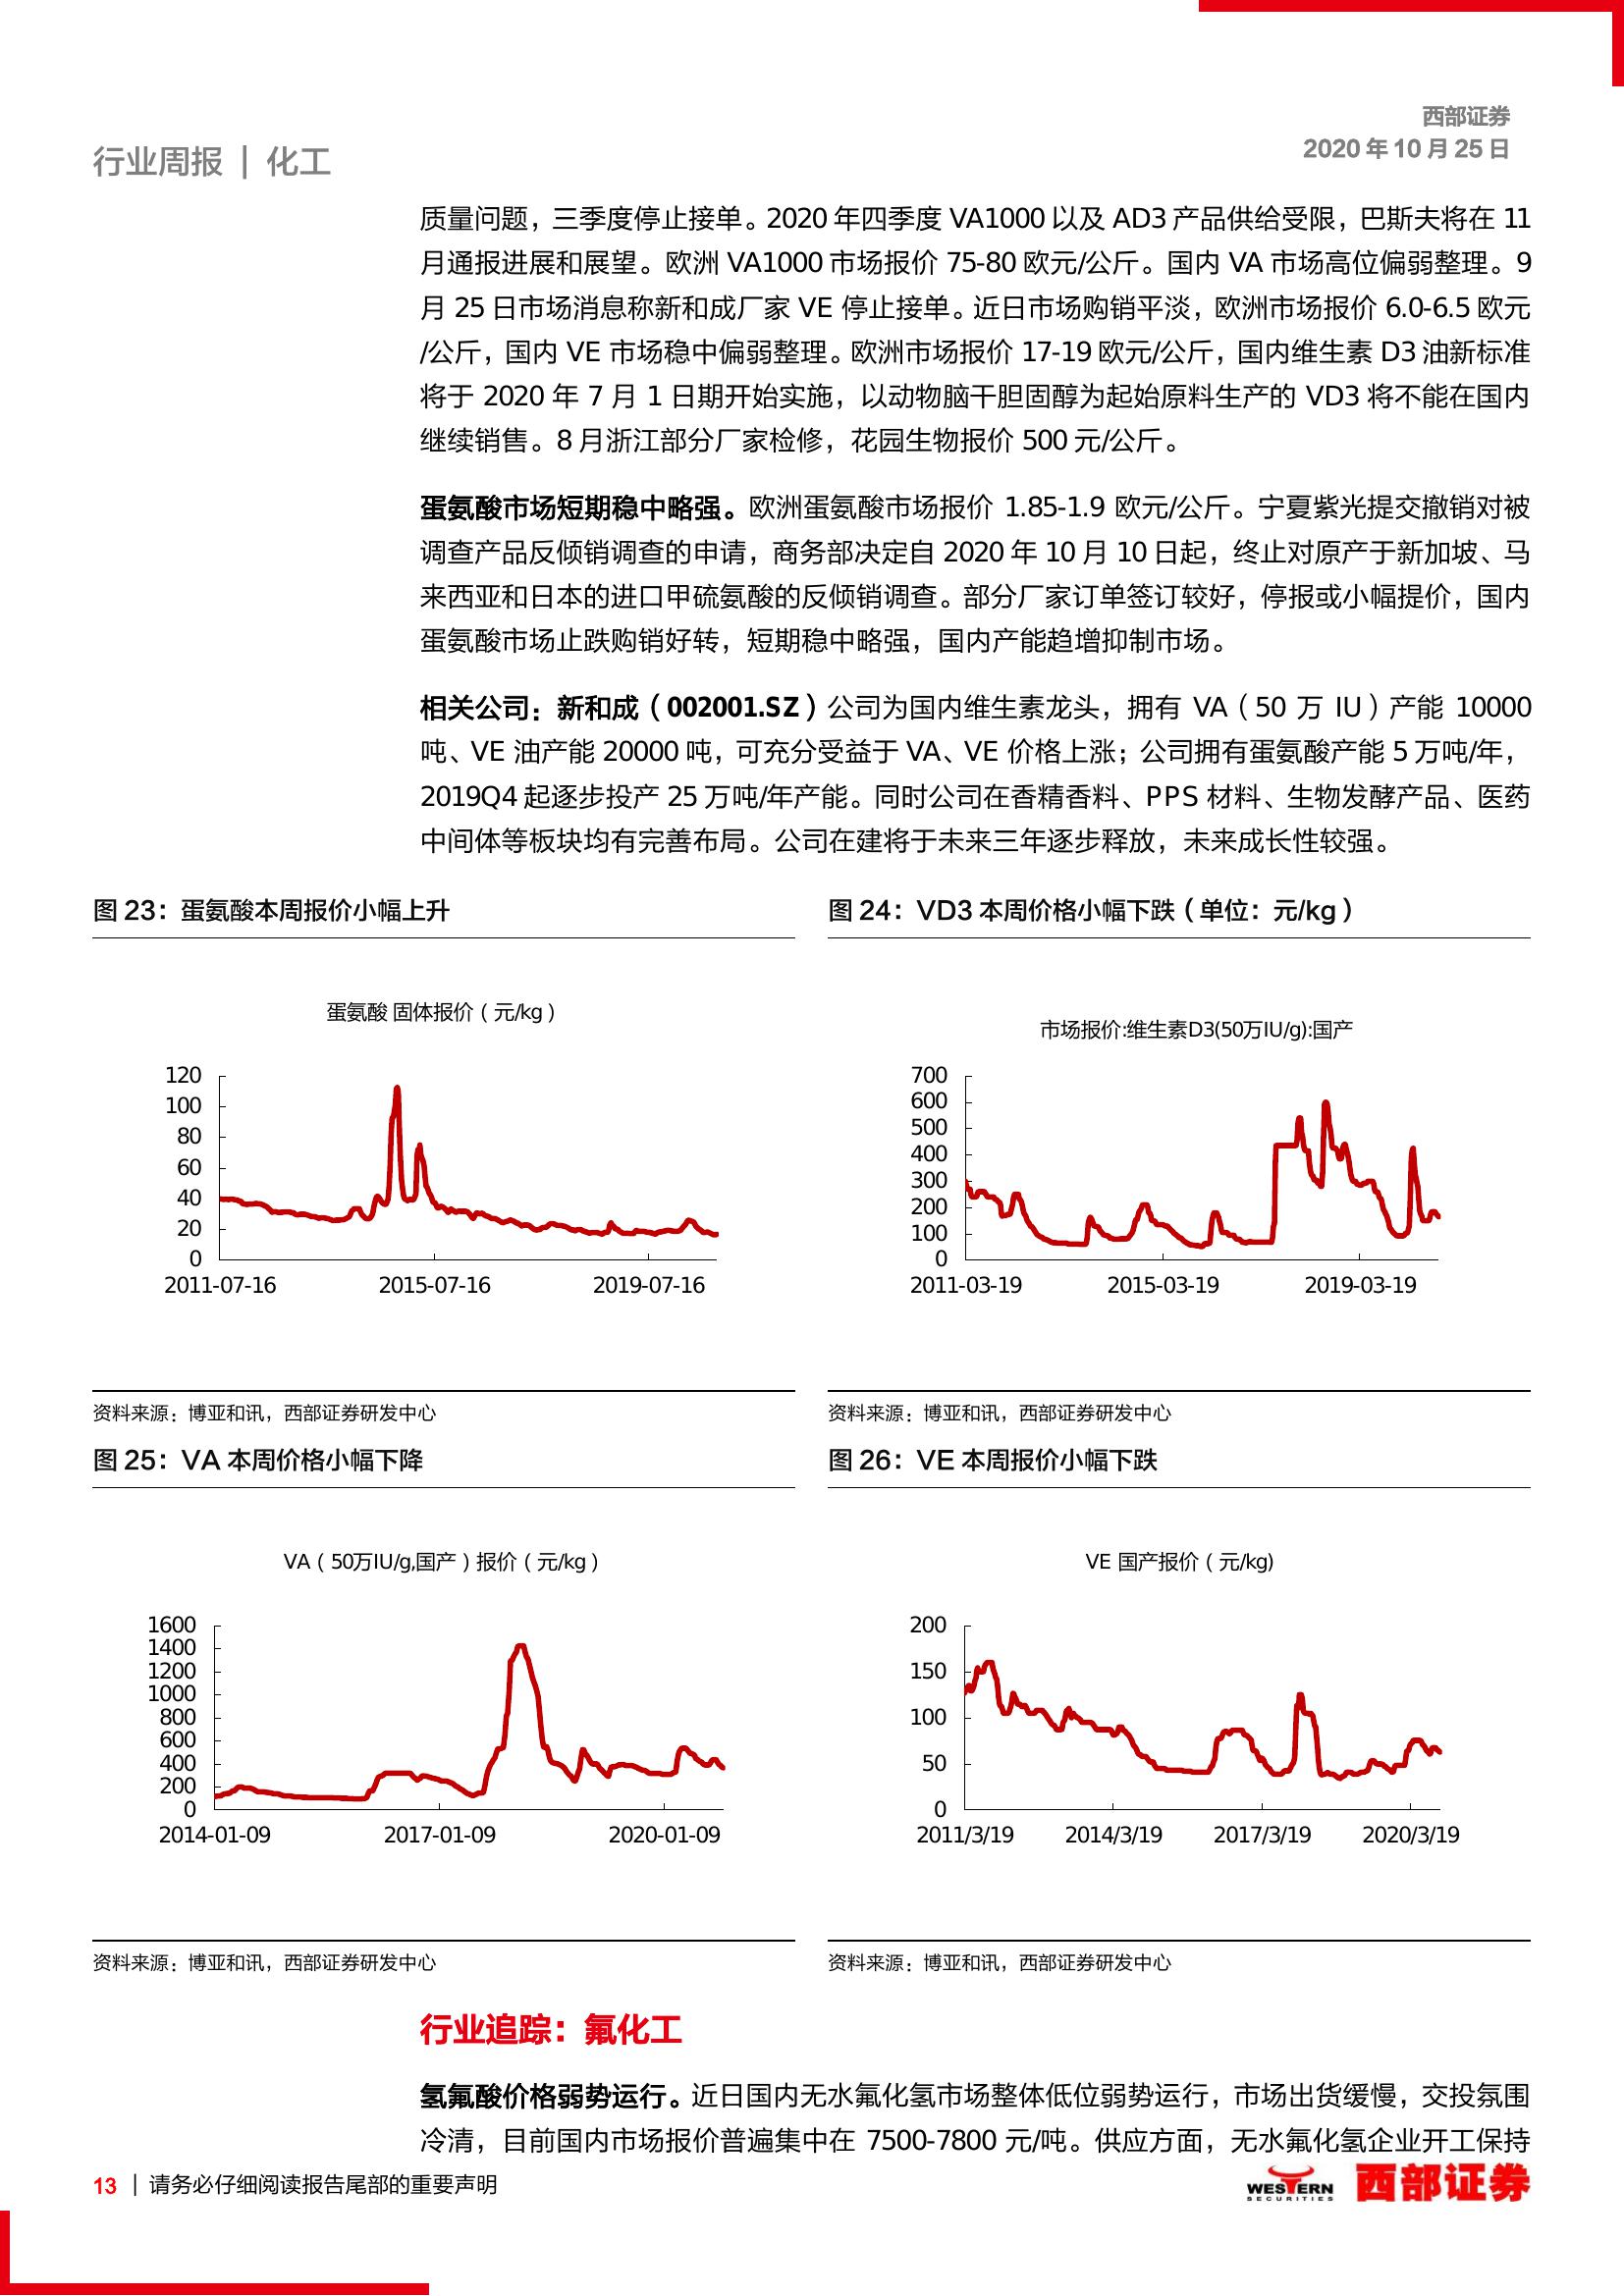 西部证券
2020 年 10 月 25 日
行业周报 | 化工
质量问题，三季度停止接单。2020 年四季度 VA1000 以及 AD3 产品供给受限，巴斯夫将在 11
月通报进展和展望。欧洲 VA1000 市场报价 75-80 欧元/公斤。国内 VA 市场高位偏弱整理。9
月 25 日市场消息称新和成厂家 VE 停止接单。近日市场购销平淡，欧洲市场报价 6.0-6.5 欧元
/公斤，国内 VE 市场稳中偏弱整理。欧洲市场报价 17-19 欧元/公斤，国内维生素 D3 油新标准
将于 2020 年 7 月 1 日期开始实施，以动物脑干胆固醇为起始原料生产的 VD3 将不能在国内
继续销售。8 月浙江部分厂家检修，花园生物报价 500 元/公斤。
蛋氨酸市场短期稳中略强。欧洲蛋氨酸市场报价 1.85-1.9 欧元/公斤。宁夏紫光提交撤销对被
调查产品反倾销调查的申请，商务部决定自 2020 年 10 月 10 日起，终止对原产于新加坡、马
来西亚和日本的进口甲硫氨酸的反倾销调查。部分厂家订单签订较好，停报或小幅提价，国内
蛋氨酸市场止跌购销好转，短期稳中略强，国内产能趋增抑制市场。
相关公司：新和成（002001.SZ）公司为国内维生素龙头，拥有 VA（50 万 IU）产能 10000
吨、VE 油产能 20000 吨，可充分受益于 VA、VE 价格上涨；公司拥有蛋氨酸产能 5 万吨/年，
2019Q4 起逐步投产 25 万吨/年产能。同时公司在香精香料、PPS 材料、生物发酵产品、医药
中间体等板块均有完善布局。公司在建将于未来三年逐步释放，未来成长性较强。
图 23：蛋氨酸本周报价小幅上升
蛋氨酸 固体报价（元/kg）
120
100
80
60
40
20
0
2011-07-16 2015-07-16 2019-07-16
资料来源：博亚和讯，西部证券研发中心
图 24：VD3 本周价格小幅下跌（单位：元/kg）
市场报价:维生素D3(50万IU/g):国产
700
600
500
400
300
200
100
0
2011-03-19 2015-03-19 2019-03-19
资料来源：博亚和讯，西部证券研发中心
图 25：VA 本周价格小幅下降
VA（50万IU/g,国产）报价（元/kg）
1600
1400
1200
1000
800
600
400
200
0
2014-01-09 2017-01-09 2020-01-09
资料来源：博亚和讯，西部证券研发中心
图 26：VE 本周报价小幅下跌
VE 国产报价（元/kg)
200
150
100
50
0
2011/3/19 2014/3/19 2017/3/19 2020/3/19
资料来源：博亚和讯，西部证券研发中心
行业追踪：氟化工
氢氟酸价格弱势运行。近日国内无水氟化氢市场整体低位弱势运行，市场出货缓慢，交投氛围
冷清，目前国内市场报价普遍集中在 7500-7800 元/吨。供应方面，无水氟化氢企业开工保持
13 | 请务必仔细阅读报告尾部的重要声明
WESTERN
SECURITIES
西部证券